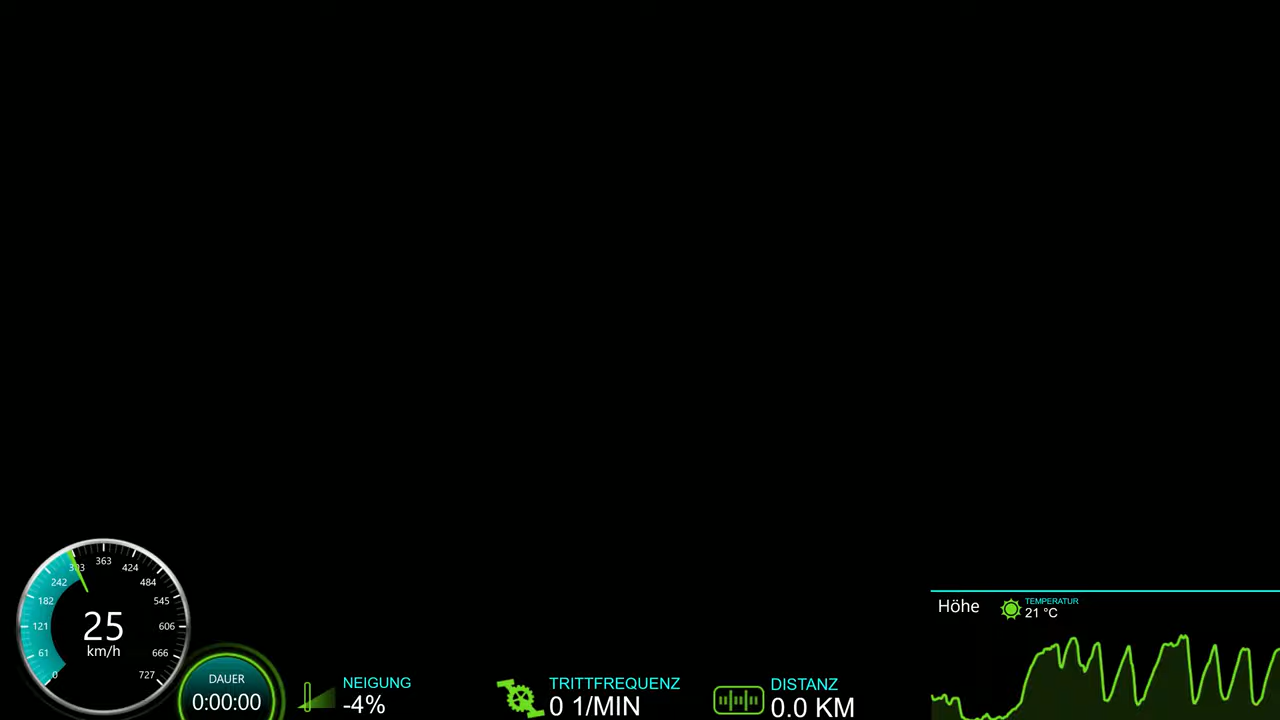 363
303
424
242
484
182
545
25
121
606
km/h
61
666
0
727
DAUER
0:00:00
NEIGUNG
-4%
TRITTFREQUENZ
0 1/MIN
DISTANZ
0.0 KM
Höhe
TEMPERATUR
21 °C